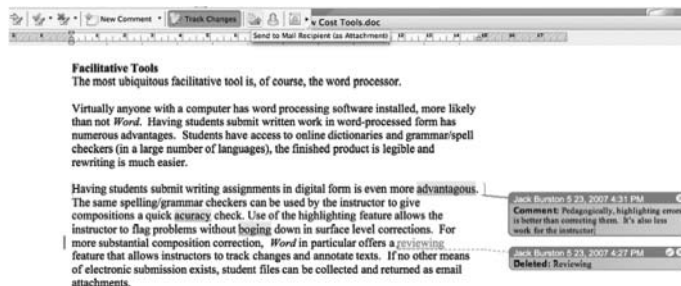 New Comment
Track Changes
w Cost Tools.doc
Send to Mail Recipient (as Attachment)
Facilitative Tools
The most ubiquitous facilitative tool is, of course, the word processor.
Virtually anyone with a computer has word processing software installed, more likely
than not Word. Having students submit written work in word-processed form has
numerous advantages. Students have access to online dictionaries and grammar/spell
checkers (in a large number of languages), the finished product is legible and
rewriting is much easier.
Having students submit writing assignments in digital form is even more advantagous.
The same spelling/grammar checkers can be used by the instructor to give
compositions a quick acuracy check. Use of the highlighting feature allows the
instructor to flag problems without boging down in surface level corrections. For
more substantial composition correction, Word in particular offers a reviewing
feature that allows instructors to track changes and annotate texts. If no other means
of electronic submission exists, student files can be collected and returned as email
attachments.
Jack Burston 5 23, 2007 4:31 PM
Comment: Pedagogically, highlighting errors
is better than correcting them. It's also less
work for the instructor
Jack Burston 5 23, 2007 4:27 PM
Deleted: Reviewing